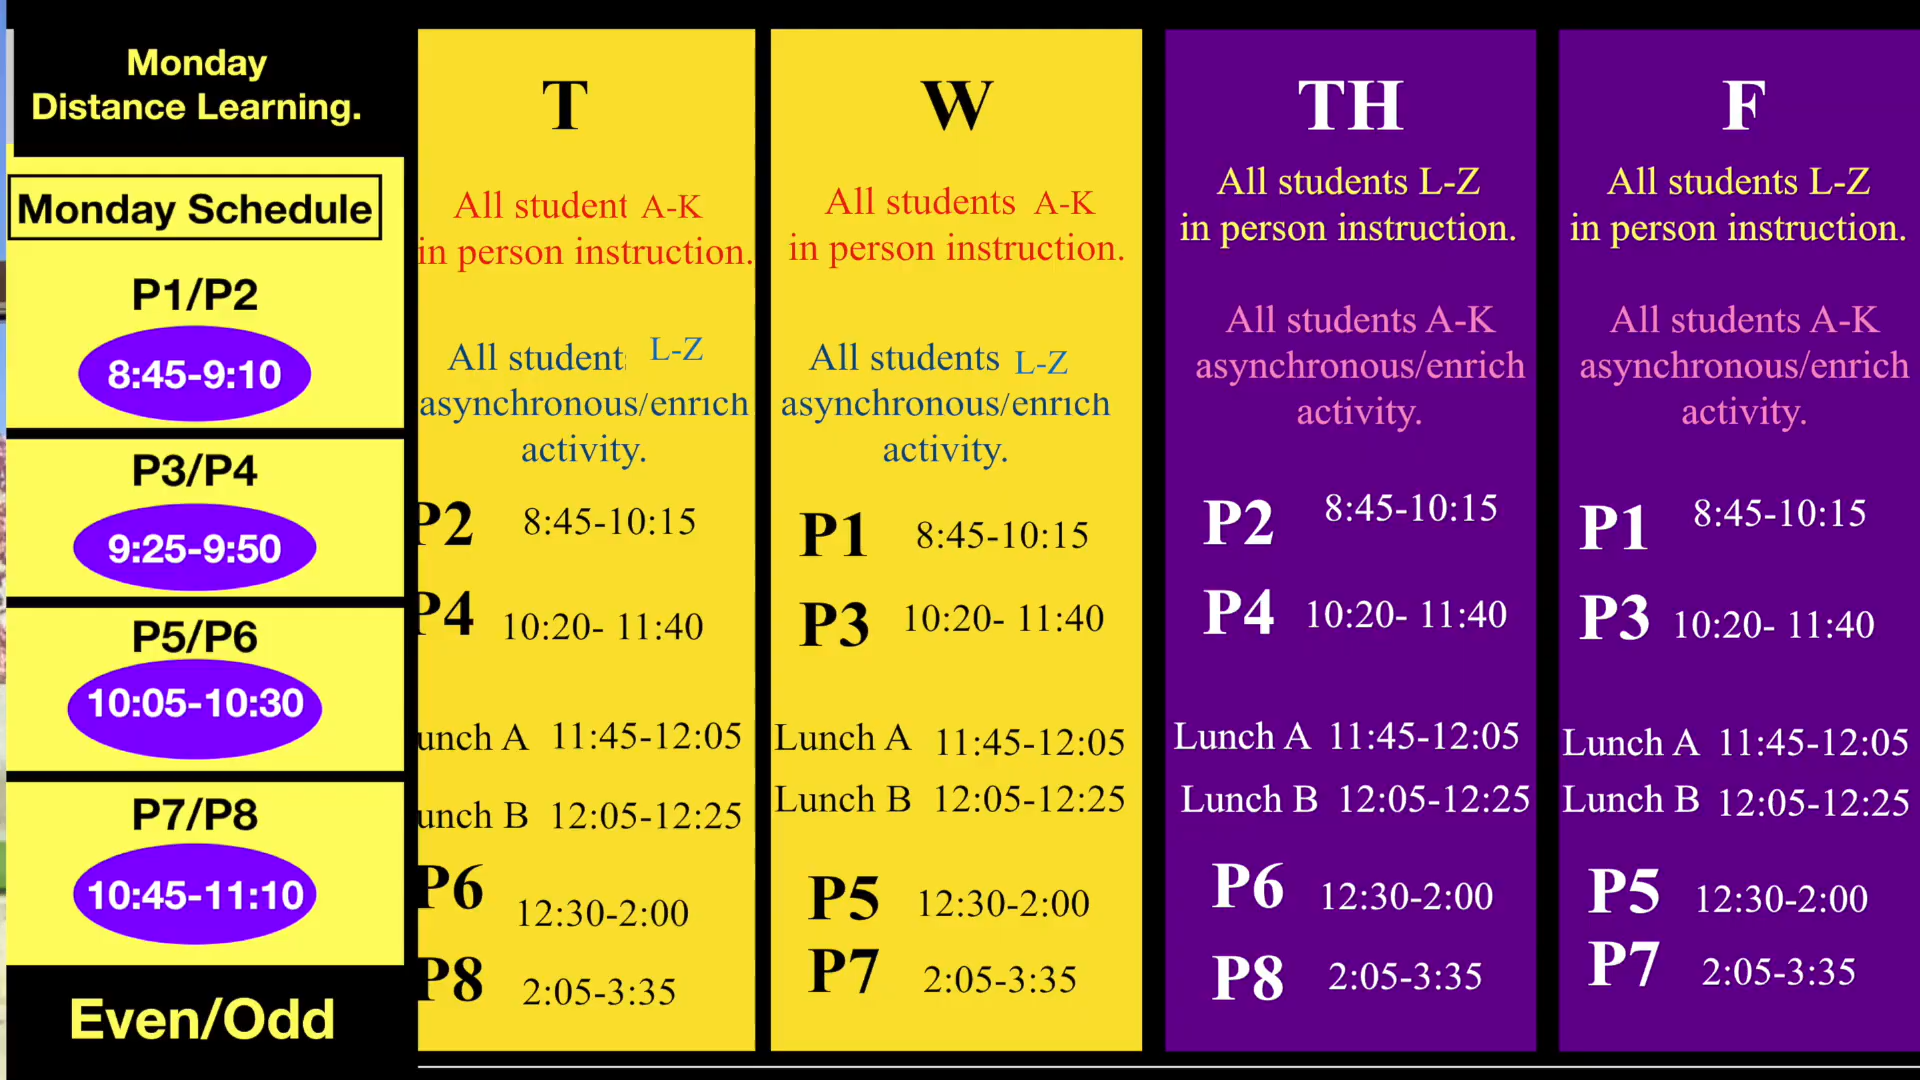 Monday
Distance Learning.
Monday Schedule
P1/P2
8:45-9:10
P3/P4
9:25-9:50
P5/P6
10:05-10:30
P7/P8
10:45-11:10
Even/Odd
T
All student A-K
in person instruction.
All student L-Z
asynchronous/enrich
activity.
P2 8:45-10:15
P4 10:20- 11:40
unch A 11:45-12:05
unch B 12:05-12:25
P6 12:30-2:00
P8 2:05-3:35
W
All students A-K
in person instruction.
All students L-Z
asynchronous/enrich
activity.
P1 8:45-10:15
P3 10:20- 11:40
Lunch A 11:45-12:05
Lunch B 12:05-12:25
P5 12:30-2:00
P7 2:05-3:35
TH
All students L-Z
in person instruction.
All students A-K
asynchronous/enrich
activity.
P2 8:45-10:15
P4 10:20- 11:40
Lunch A 11:45-12:05
Lunch B 12:05-12:25
P6 12:30-2:00
P8 2:05-3:35
F
All students L-Z
in person instruction.
All students A-K
asynchronous/enrich
activity.
P1 8:45-10:15
P3 10:20- 11:40
Lunch A 11:45-12:05
Lunch B 12:05-12:25
P5 12:30-2:00
P7 2:05-3:35